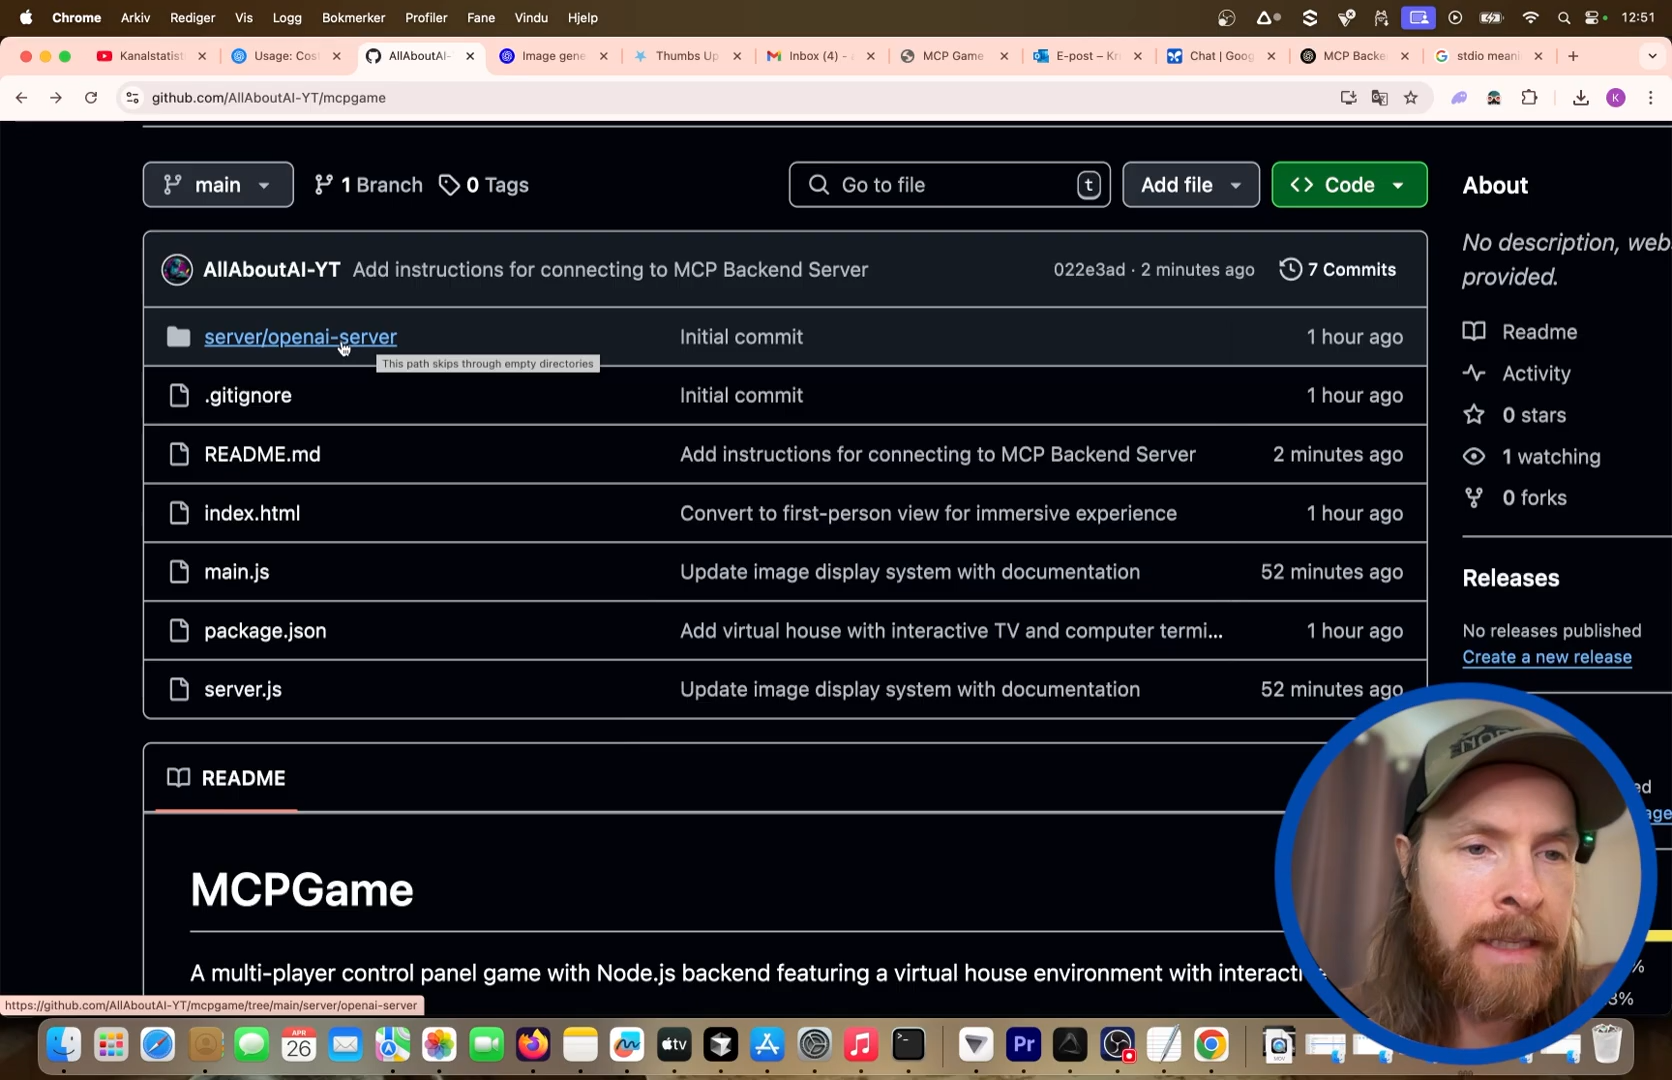 Chrome Arkiv Rediger Vis Logg Bokmerker Profiler Fane Vindu Hjelp 12:51
Kanalstatisti Usage: Cos AllAboutAI- Image gene Thumbs Up Inbox (4) - MCP Game E-post – Kri Chat | Goog MCP Backe stdio meani
github.com/AllAboutAI-YT/mcpgame K
main 1 Branch 0 Tags Go to file t Add file Code About
No description, web
provided.
AllAboutAI-YT Add instructions for connecting to MCP Backend Server 022e3ad · 2 minutes ago 7 Commits
server/openai-server Initial commit 1 hour ago Readme
This path skips through empty directories
Activity
.gitignore Initial commit 1 hour ago
0 stars
README.md Add instructions for connecting to MCP Backend Server 2 minutes ago 1 watching
0 forks
index.html Convert to first-person view for immersive experience 1 hour ago
main.js Update image display system with documentation 52 minutes ago Releases
package.json Add virtual house with interactive TV and computer termi... 1 hour ago No releases published
Create a new release
server.js Update image display system with documentation 52 minutes ago
README
MCPGame
A multi-player control panel game with Node.js backend featuring a virtual house environment with interacti
https://github.com/AllAboutAI-YT/mcpgame/tree/main/server/openai-server
APR
26
tv
Pr